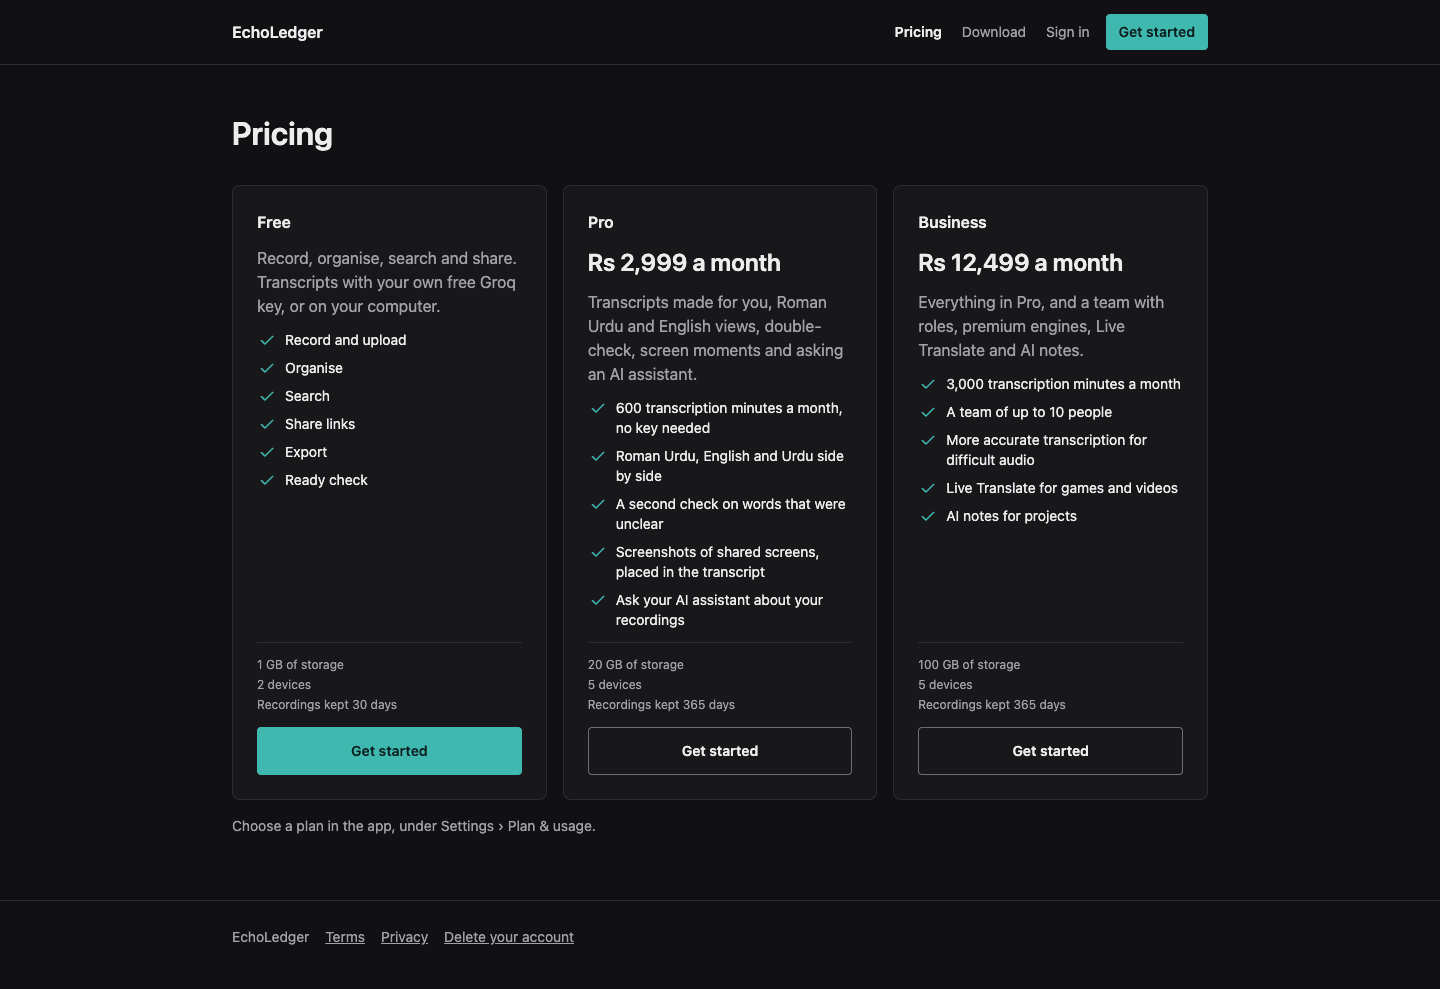 EchoLedger
Pricing
Download
Sign in
Get started
Pricing
Free
Record, organise, search and share.
Transcripts with your own free Groq
key, or on your computer.
Record and upload
Organise
Search
Share links
Export
Ready check
1 GB of storage
2 devices
Recordings kept 30 days
Get started
Pro
Rs 2,999 a month
Transcripts made for you, Roman
Urdu and English views, double-
check, screen moments and asking
an AI assistant.
600 transcription minutes a month,
no key needed
Roman Urdu, English and Urdu side
by side
A second check on words that were
unclear
Screenshots of shared screens,
placed in the transcript
Ask your AI assistant about your
recordings
20 GB of storage
5 devices
Recordings kept 365 days
Get started
Business
Rs 12,499 a month
Everything in Pro, and a team with
roles, premium engines, Live
Translate and AI notes.
3,000 transcription minutes a month
A team of up to 10 people
More accurate transcription for
difficult audio
Live Translate for games and videos
AI notes for projects
100 GB of storage
5 devices
Recordings kept 365 days
Get started
Choose a plan in the app, under Settings › Plan & usage.
EchoLedger
Terms
Privacy
Delete your account